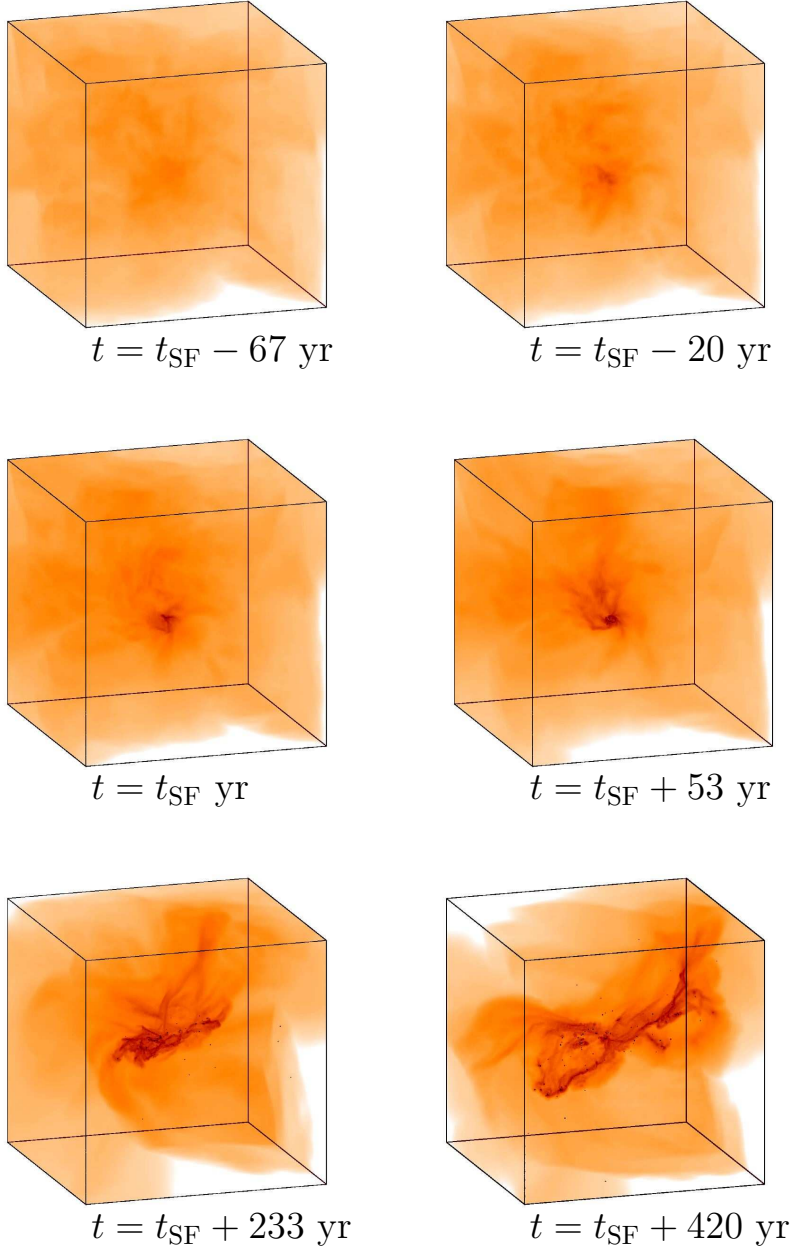 t = t_SF − 67 yr
t = t_SF − 20 yr
t = t_SF yr
t = t_SF + 53 yr
t = t_SF + 233 yr
t = t_SF + 420 yr